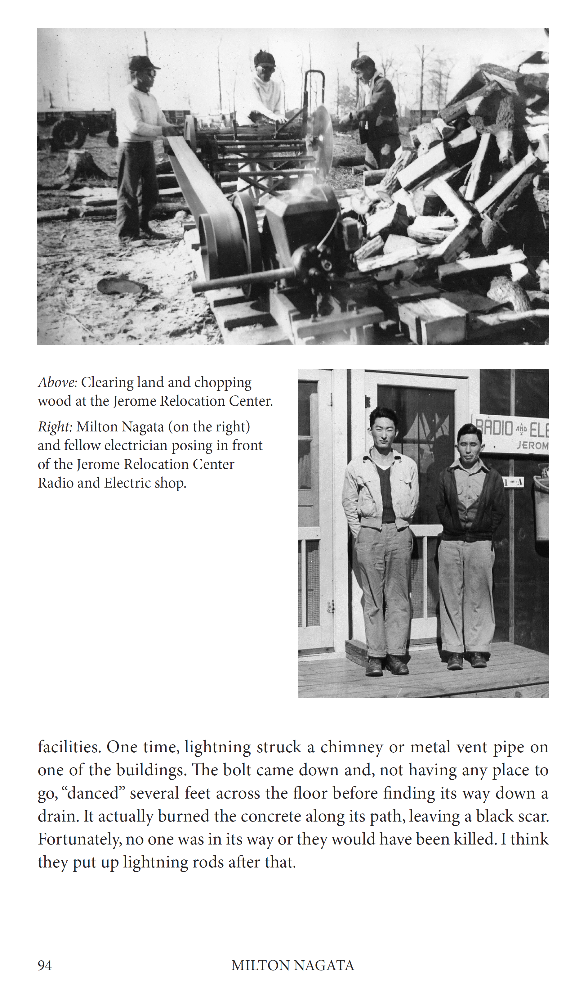 Above: Clearing land and chopping
wood at the Jerome Relocation Center.
Right: Milton Nagata (on the right)
and fellow electrician posing in front
of the Jerome Relocation Center
Radio and Electric shop.
RADIO AND ELE
JEROM
1-A
facilities. One time, lightning struck a chimney or metal vent pipe on
one of the buildings. The bolt came down and, not having any place to
go, “danced” several feet across the floor before finding its way down a
drain. It actually burned the concrete along its path, leaving a black scar.
Fortunately, no one was in its way or they would have been killed. I think
they put up lightning rods after that.
94 MILTON NAGATA